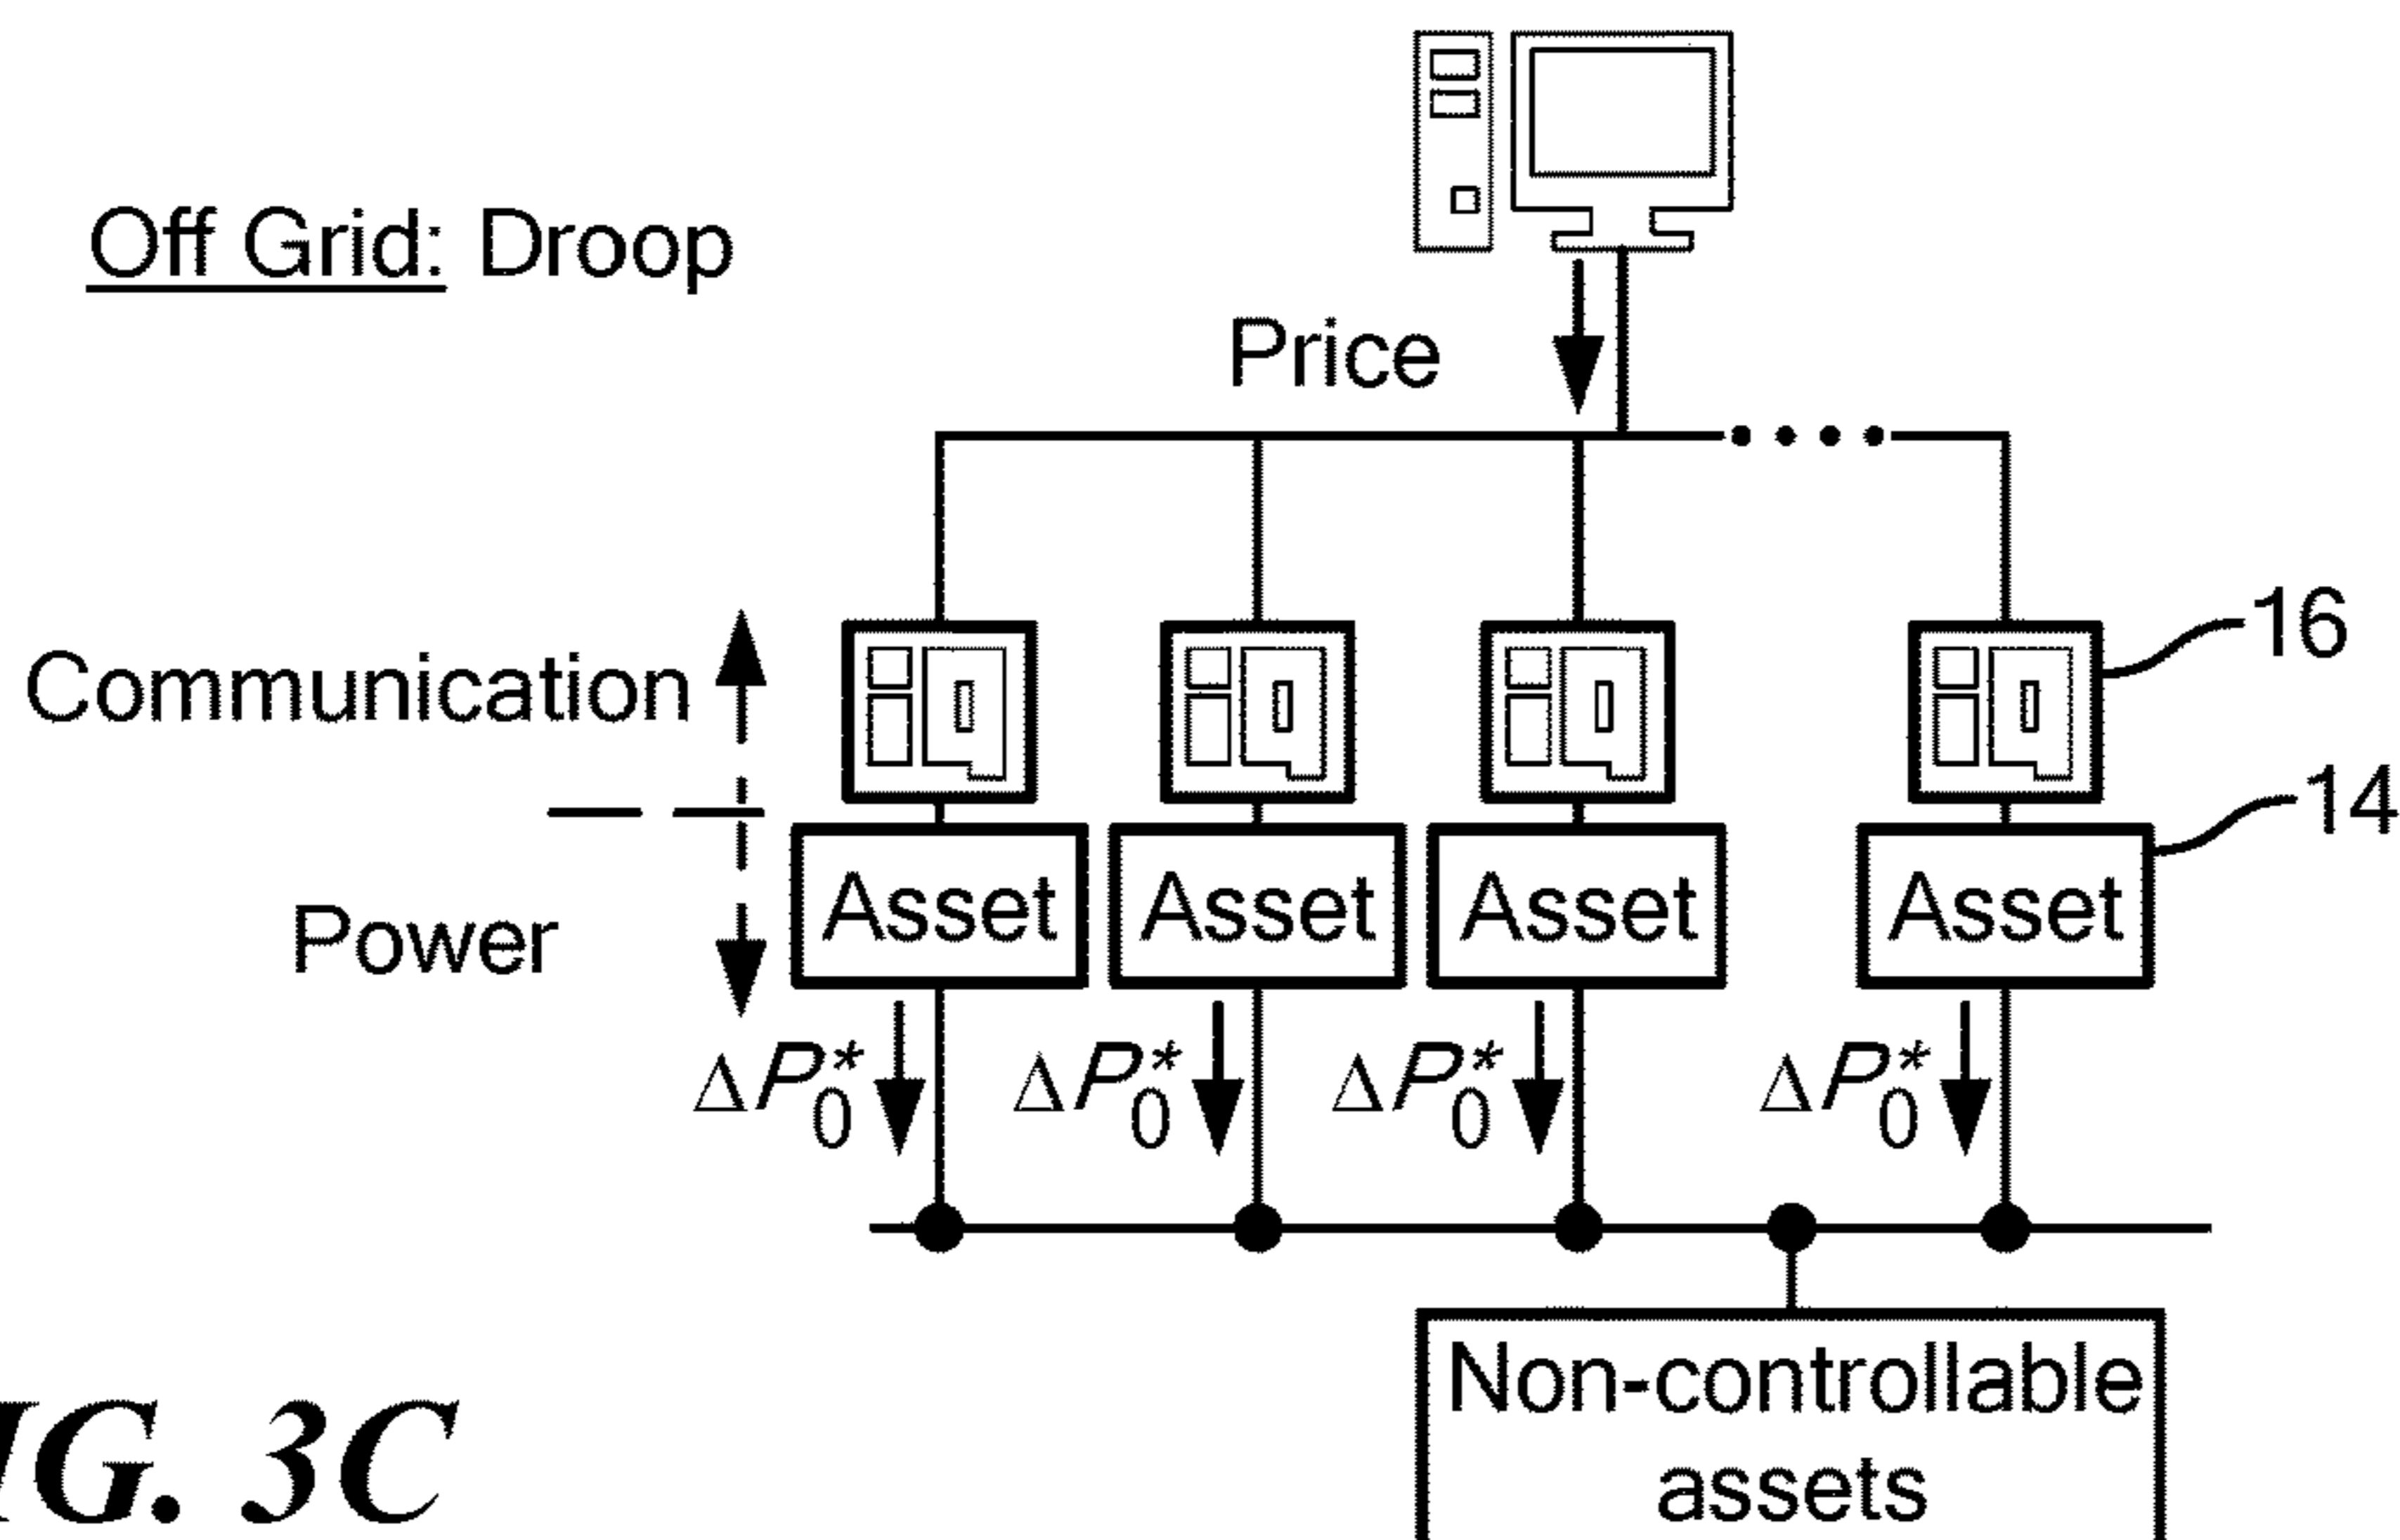 Off Grid: Droop
Price
Communication
16
14
Power
Asset Asset Asset Asset
ΔP₀* ΔP₀* ΔP₀* ΔP₀*
Non-controllable
assets
IG. 3C